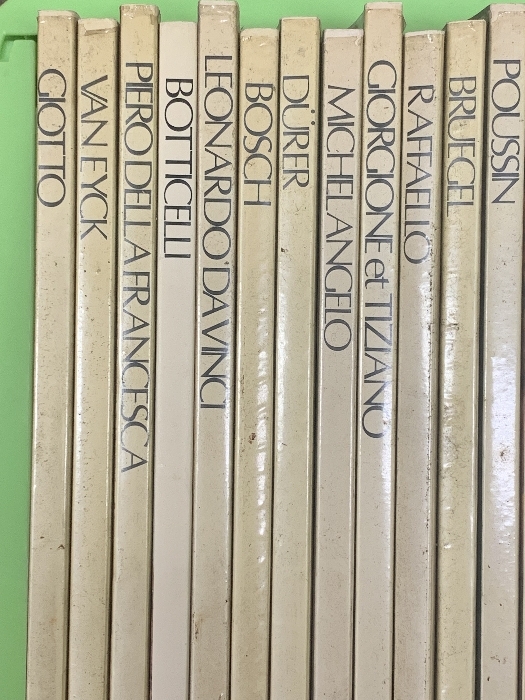 GIOTTO
VAN EYCK
PIERO DELLA FRANCESCA
BOTTICELLI
LEONARDO DA VINCI
BOSCH
DÜRER
MICHELANGELO
GIORGIONE et TIZIANO
RAFFAELLO
BRUEGEL
POUSSIN